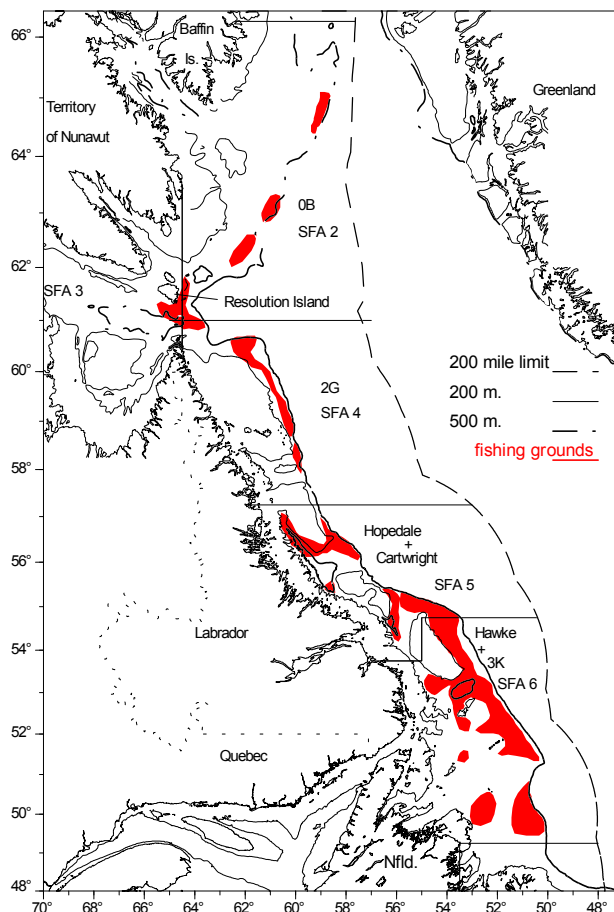 66°
Baffin
Is.
Greenland
Territory
of Nunavut
64°
0B
SFA 2
62°
SFA 3
Resolution Island
60°
2G
SFA 4
200 mile limit
200 m.
500 m.
fishing grounds
58°
Hopedale
+
Cartwright
56°
SFA 5
Labrador
54°
Hawke
+
3K
SFA 6
52°
Quebec
50°
Nfld.
48°
70° 68° 66° 64° 62° 60° 58° 56° 54° 52° 50° 48°